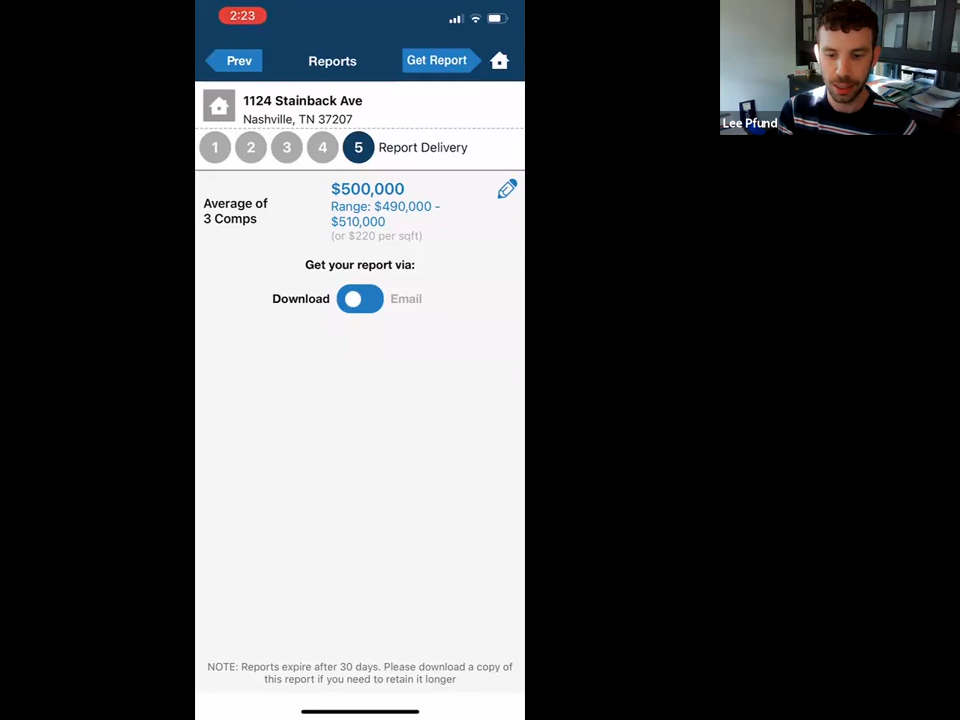 2:23
Prev
Reports
Get Report
Lee Pfund
1124 Stainback Ave
Nashville, TN 37207
1 2 3 4 5 Report Delivery
Average of
3 Comps
$500,000
Range: $490,000 -
$510,000
(or $220 per sqft)
Get your report via:
Download Email
NOTE: Reports expire after 30 days. Please download a copy of
this report if you need to retain it longer